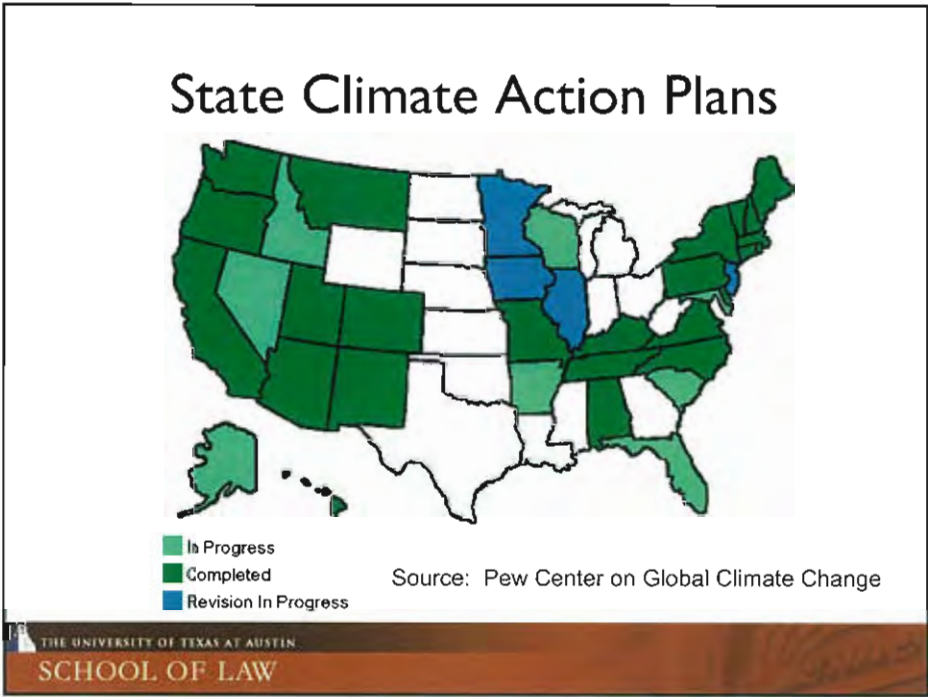 State Climate Action Plans
In Progress
Completed
Revision In Progress
Source: Pew Center on Global Climate Change
THE UNIVERSITY OF TEXAS AT AUSTIN
SCHOOL OF LAW